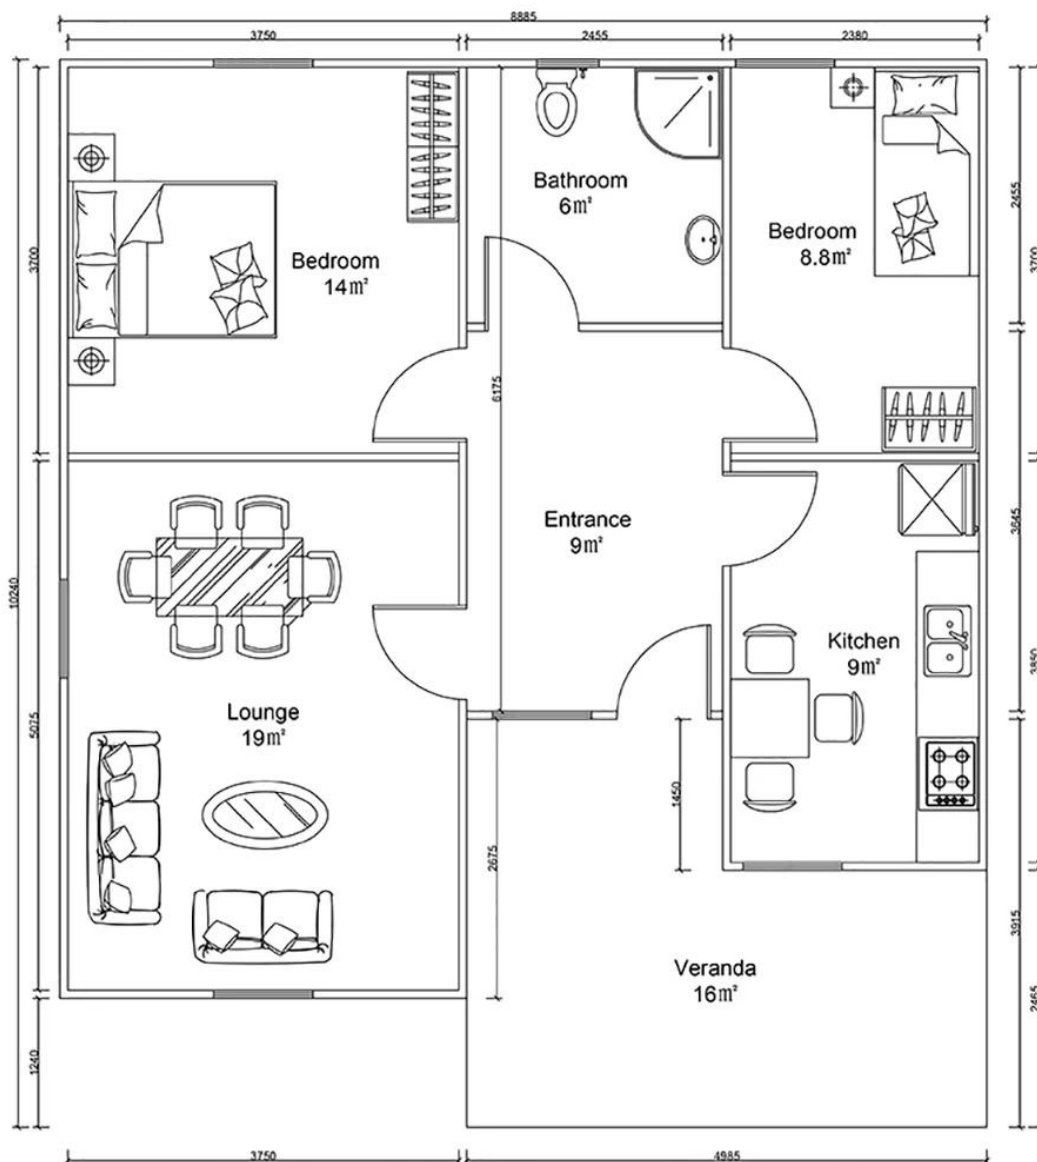 8885
3750
2455
2380
Bathroom
6m²
2455
Bedroom
8.8m²
Bedroom
14m²
3700
3700
6175
Entrance
9m²
3645
10240
Kitchen
9m²
3850
Lounge
19m²
5075
1450
2675
3915
Veranda
16m²
2465
1240
3750
4985